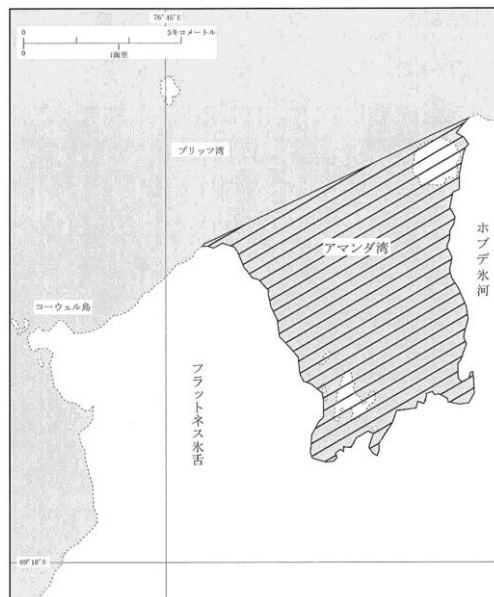 76°46′E
0 5キロメートル
0 1海里
プリッツ湾
アマンダ湾
ホブデ氷河
コーウェル島
フラットネス氷舌
69°18′S